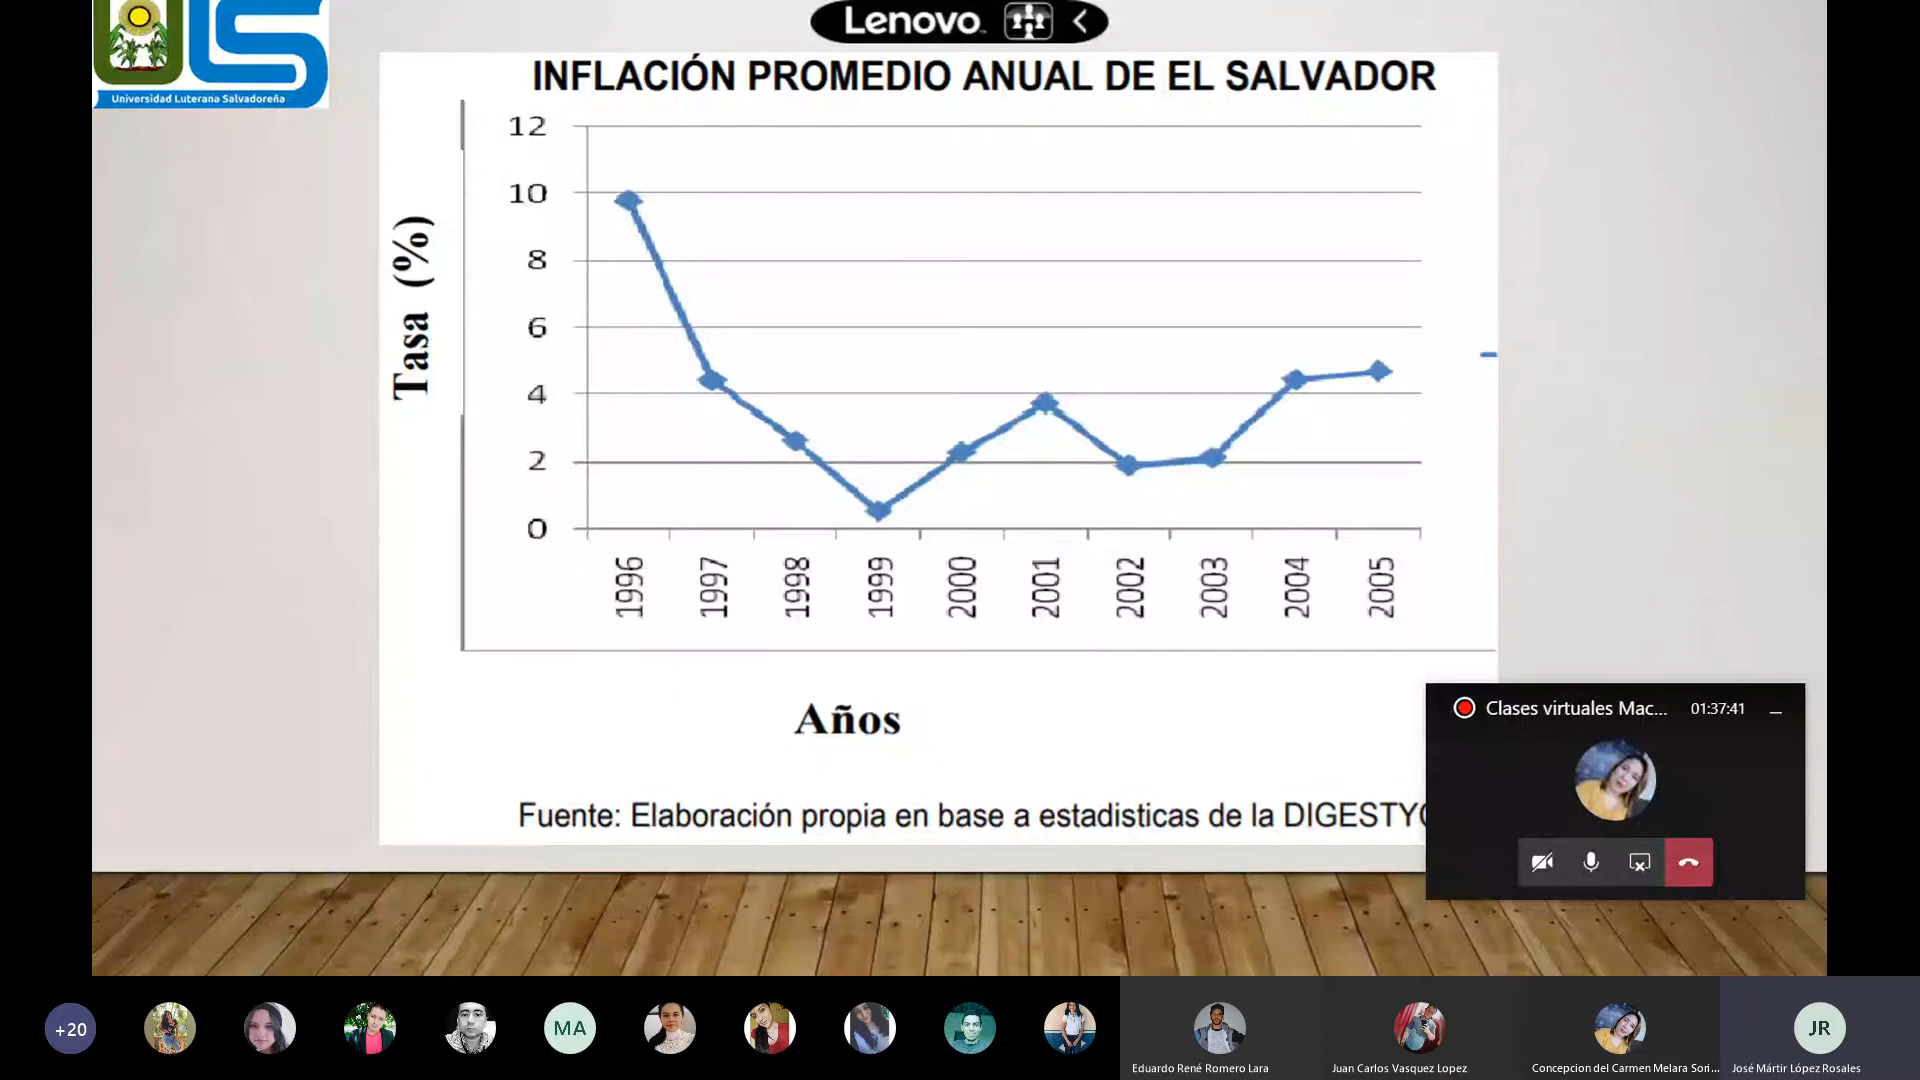 Universidad Luterana Salvadoreña
Lenovo
INFLACIÓN PROMEDIO ANUAL DE EL SALVADOR
Tasa (%)
12
10
8
6
4
2
0
1996 1997 1998 1999 2000 2001 2002 2003 2004 2005
Años
Fuente: Elaboración propia en base a estadisticas de la DIGESTYC
Clases virtuales Mac... 01:37:41
+20
MA
JR
Eduardo René Romero Lara
Juan Carlos Vasquez Lopez
Concepcion del Carmen Melara Sori...
José Mártir López Rosales